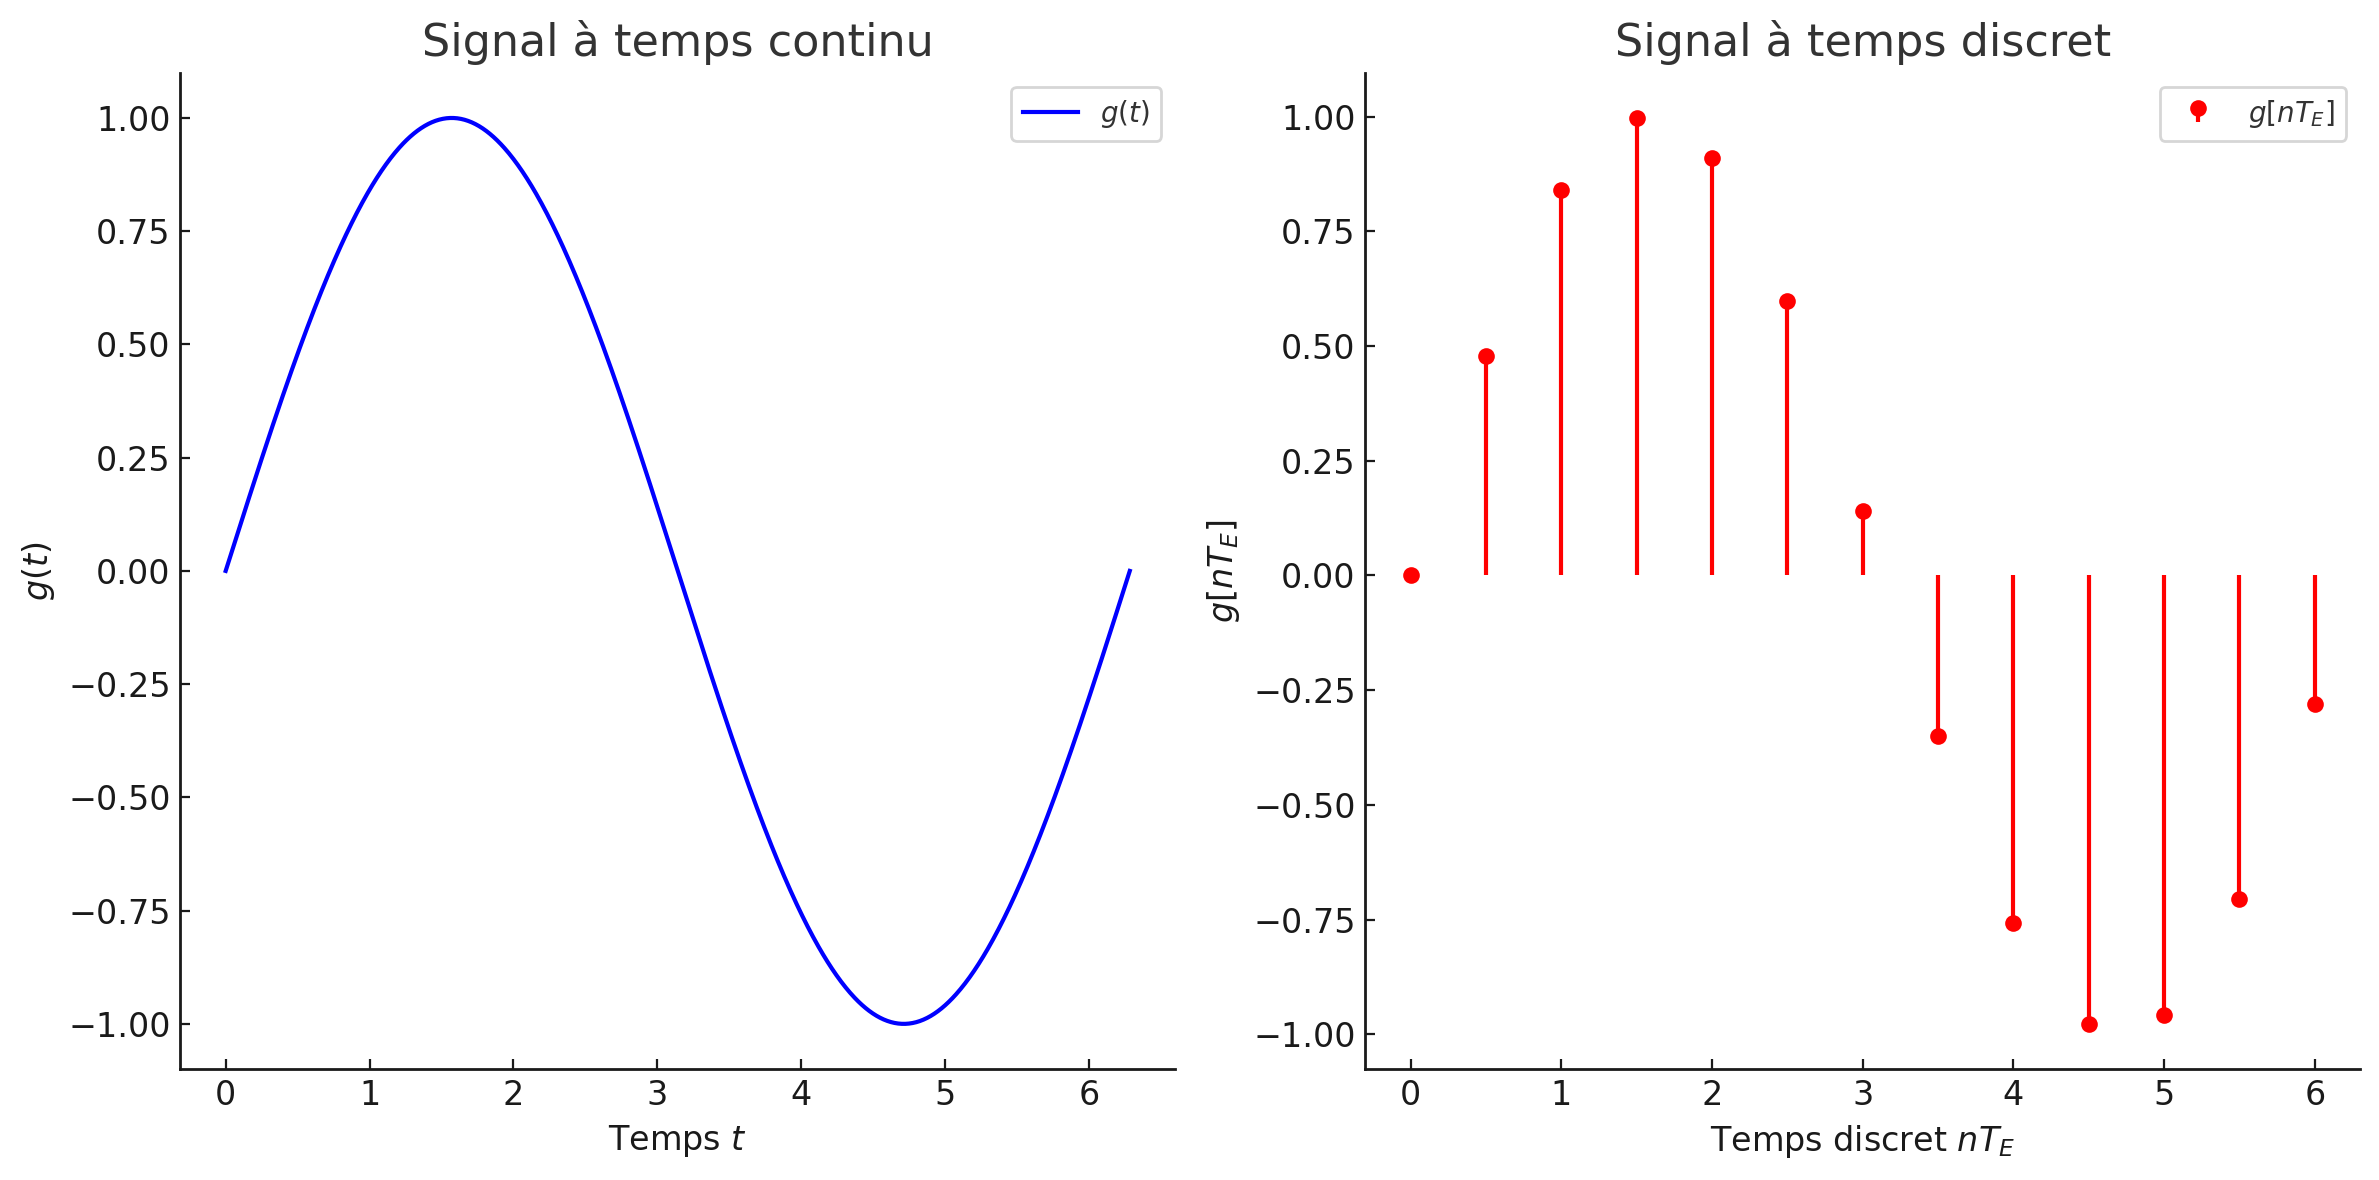 Signal à temps continu
g(t)
1.00
0.75
0.50
0.25
0.00
−0.25
−0.50
−0.75
−1.00
g(t)
0 1 2 3 4 5 6
Temps t
Signal à temps discret
g[nT_E]
1.00
0.75
0.50
0.25
0.00
−0.25
−0.50
−0.75
−1.00
g[nT_E]
0 1 2 3 4 5 6
Temps discret nT_E